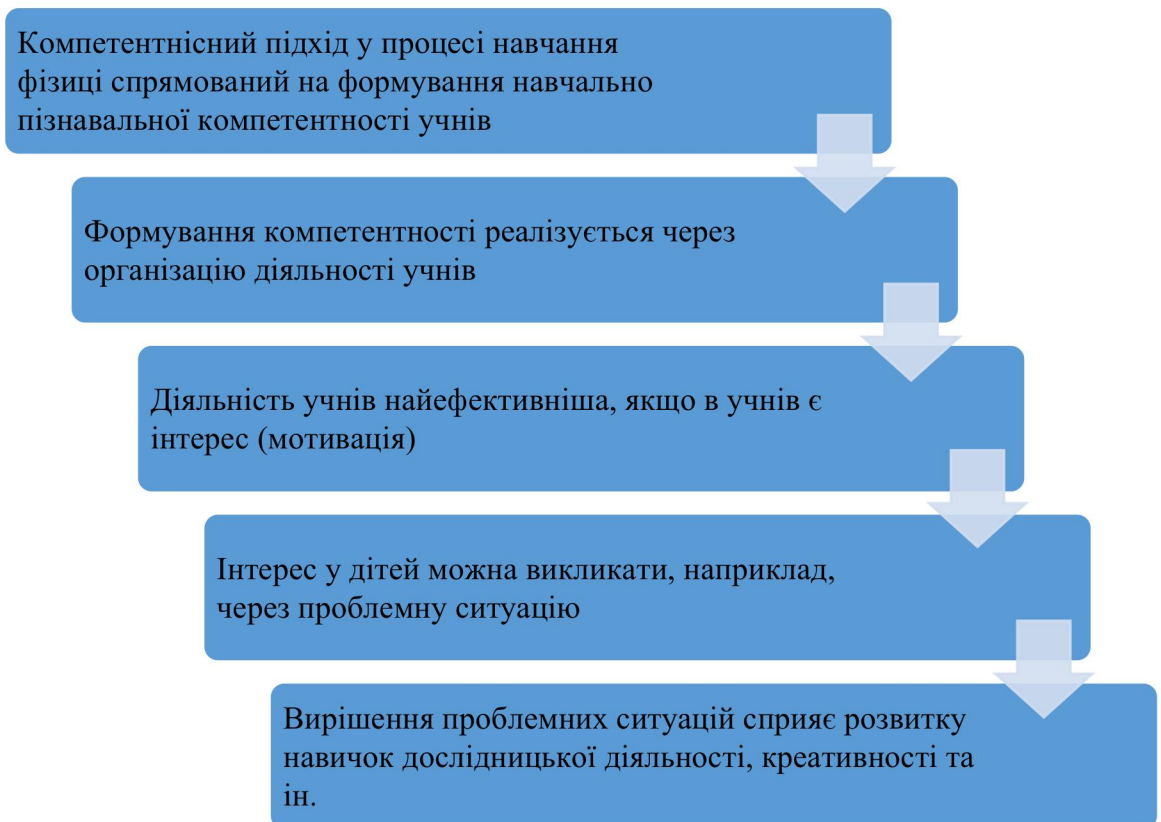 Компетентнісний підхід у процесі навчання
фізиці спрямований на формування навчально
пізнавальної компетентності учнів
Формування компетентності реалізується через
організацію діяльності учнів
Діяльність учнів найефективніша, якщо в учнів є
інтерес (мотивація)
Інтерес у дітей можна викликати, наприклад,
через проблемну ситуацію
Вирішення проблемних ситуацій сприяє розвитку
навичок дослідницької діяльності, креативності та
ін.